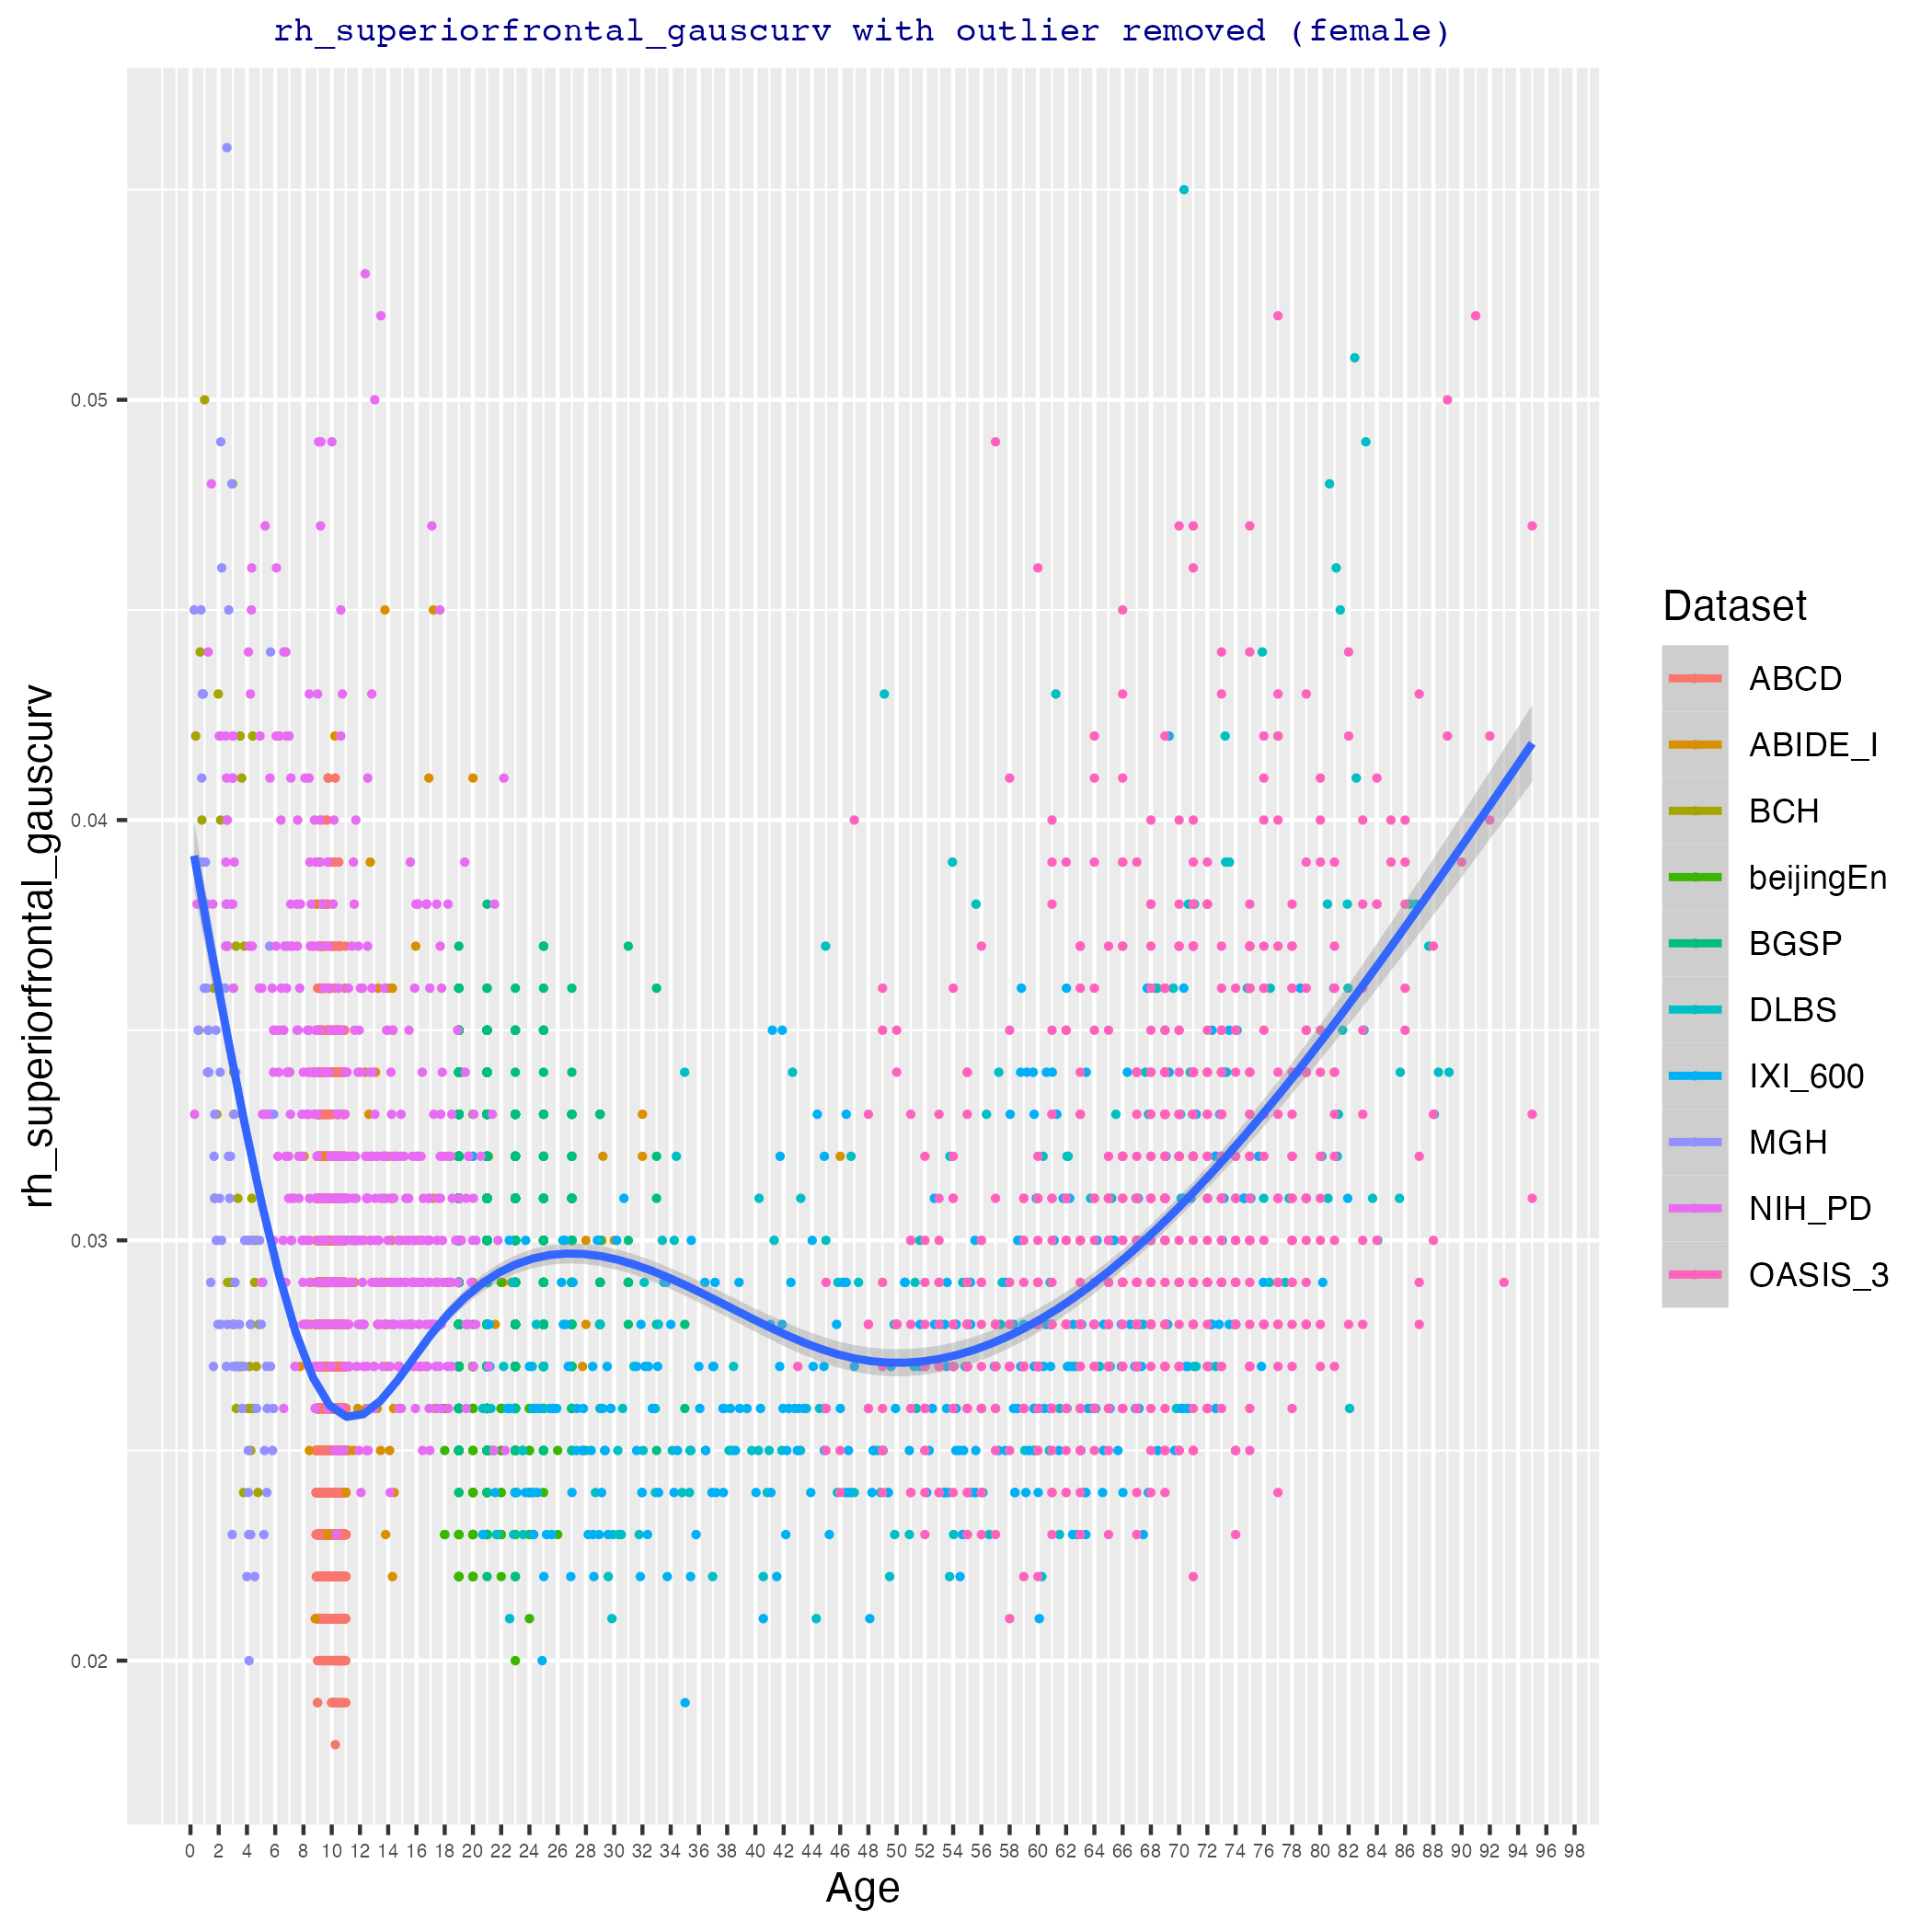 rh_superiorfrontal_gauscurv with outlier removed (female)
rh_superiorfrontal_gauscurv
0.05
0.04
0.03
0.02
0 2 4 6 8 10 12 14 16 18 20 22 24 26 28 30 32 34 36 38 40 42 44 46 48 50 52 54 56 58 60 62 64 66 68 70 72 74 76 78 80 82 84 86 88 90 92 94 96 98
Age
Dataset
ABCD
ABIDE_I
BCH
beijingEn
BGSP
DLBS
IXI_600
MGH
NIH_PD
OASIS_3